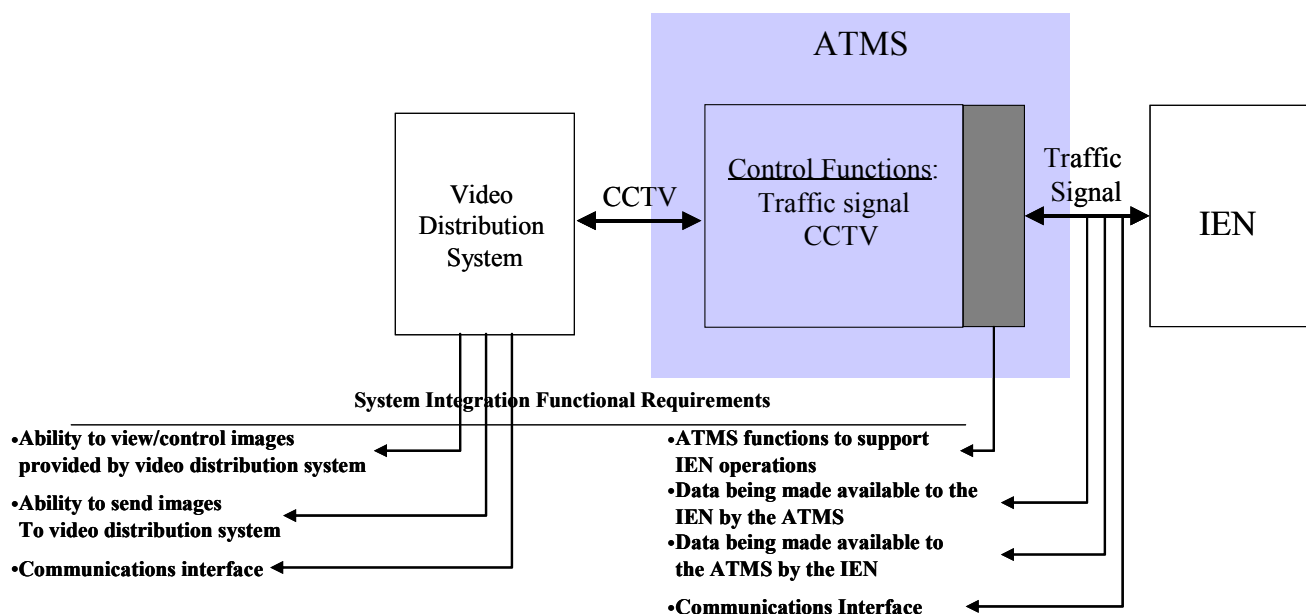 ATMS
Video
Distribution
System
CCTV
Control Functions:
Traffic signal
CCTV
Traffic
Signal
IEN
System Integration Functional Requirements
•Ability to view/control images
provided by video distribution system
•Ability to send images
To video distribution system
•Communications interface
•ATMS functions to support
IEN operations
•Data being made available to the
IEN by the ATMS
•Data being made available to
the ATMS by the IEN
•Communications Interface